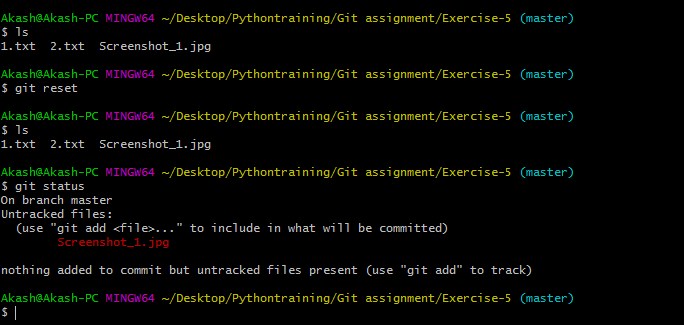 Akash@Akash-PC MINGW64 ~/Desktop/Pythontraining/Git assignment/Exercise-5 (master)
$ ls
1.txt  2.txt  Screenshot_1.jpg
Akash@Akash-PC MINGW64 ~/Desktop/Pythontraining/Git assignment/Exercise-5 (master)
$ git reset
Akash@Akash-PC MINGW64 ~/Desktop/Pythontraining/Git assignment/Exercise-5 (master)
$ ls
1.txt  2.txt  Screenshot_1.jpg
Akash@Akash-PC MINGW64 ~/Desktop/Pythontraining/Git assignment/Exercise-5 (master)
$ git status
On branch master
Untracked files:
  (use "git add <file>..." to include in what will be committed)
        Screenshot_1.jpg
nothing added to commit but untracked files present (use "git add" to track)
Akash@Akash-PC MINGW64 ~/Desktop/Pythontraining/Git assignment/Exercise-5 (master)
$